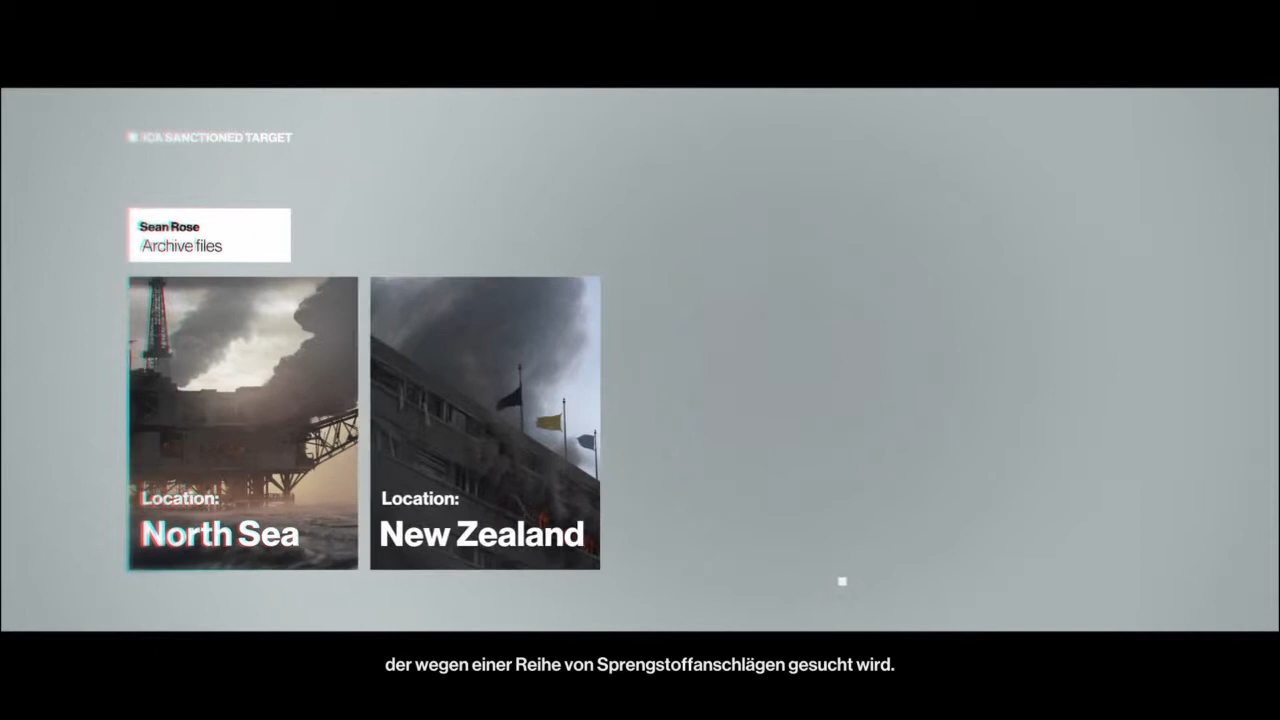 ICA SANCTIONED TARGET
Sean Rose
Archive files
Location:
North Sea
Location:
New Zealand
der wegen einer Reihe von Sprengstoffanschlägen gesucht wird.